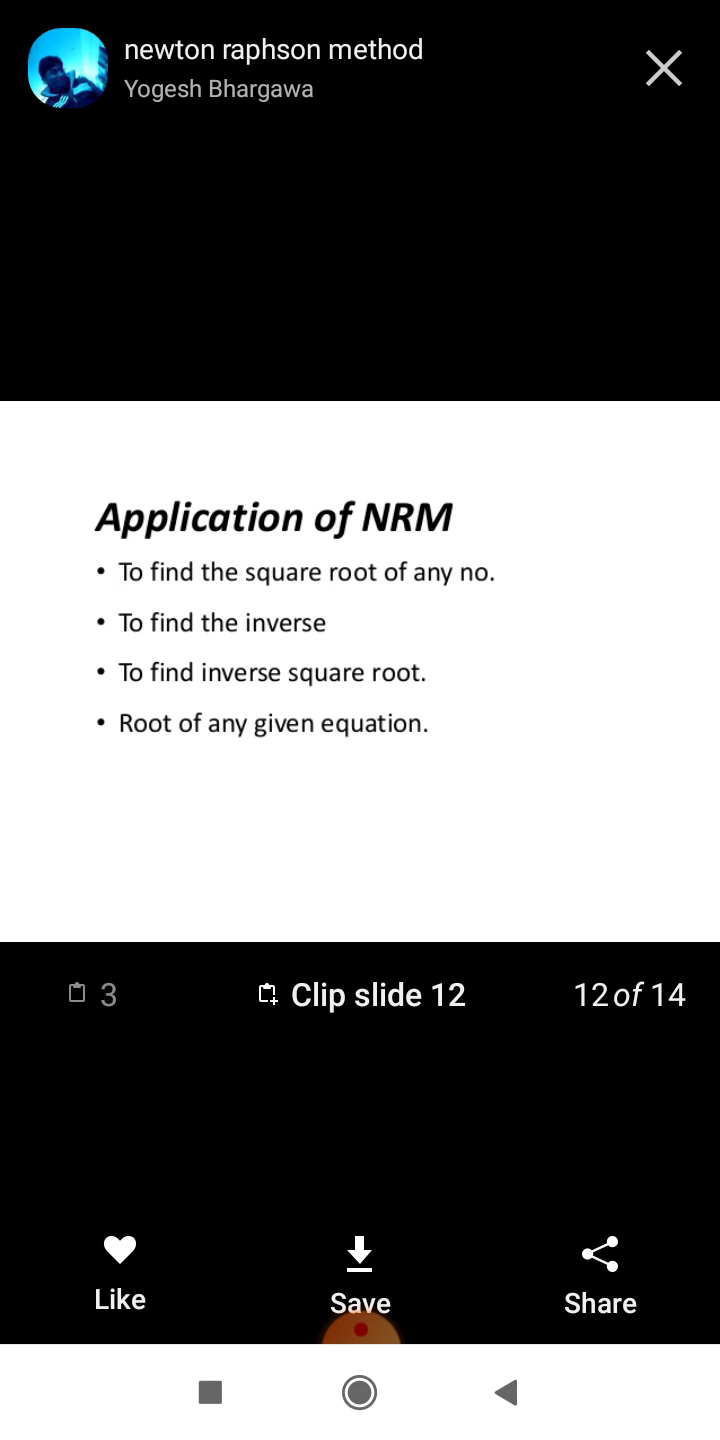 newton raphson method
Yogesh Bhargawa
Application of NRM
• To find the square root of any no.
• To find the inverse
• To find inverse square root.
• Root of any given equation.
3 Clip slide 12 12 of 14
Like Save Share